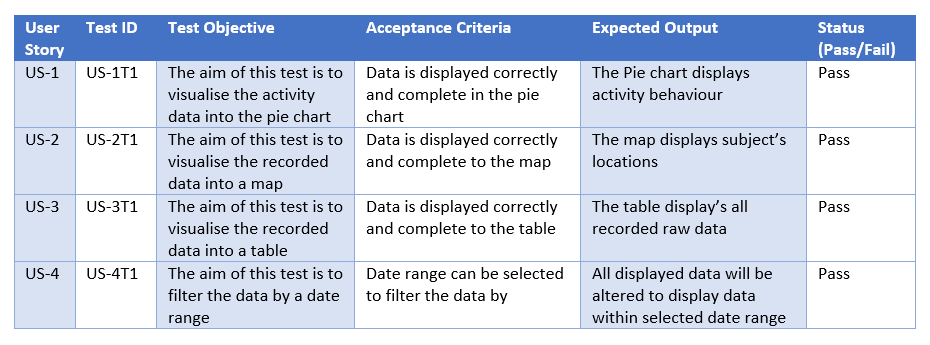 User Story Test ID Test Objective Acceptance Criteria Expected Output Status (Pass/Fail)
US-1 US-1T1 The aim of this test is to visualise the activity data into the pie chart Data is displayed correctly and complete in the pie chart The Pie chart displays activity behaviour Pass
US-2 US-2T1 The aim of this test is to visualise the recorded data into a map Data is displayed correctly and complete to the map The map displays subject's locations Pass
US-3 US-3T1 The aim of this test is to visualise the recorded data into a table Data is displayed correctly and complete to the table The table display's all recorded raw data Pass
US-4 US-4T1 The aim of this test is to filter the data by a date range Date range can be selected to filter the data by All displayed data will be altered to display data within selected date range Pass